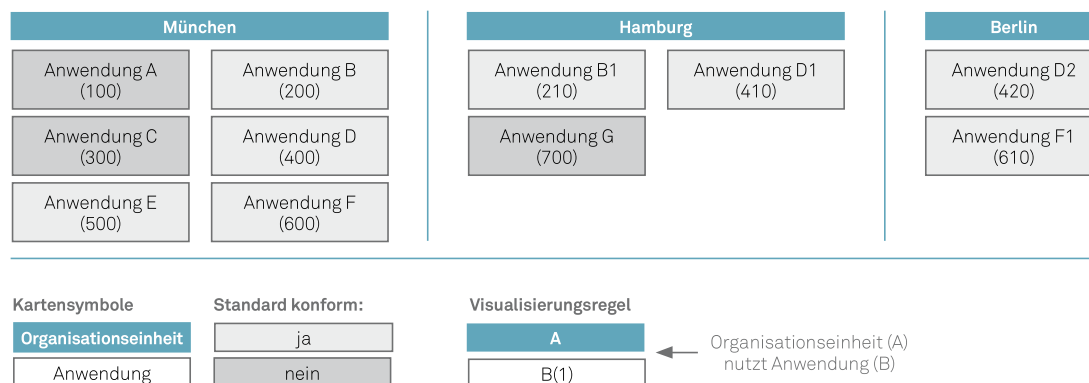 München
Anwendung A
(100)
Anwendung B
(200)
Anwendung C
(300)
Anwendung D
(400)
Anwendung E
(500)
Anwendung F
(600)
Hamburg
Anwendung B1
(210)
Anwendung D1
(410)
Anwendung G
(700)
Berlin
Anwendung D2
(420)
Anwendung F1
(610)
Kartensymbole
Organisationseinheit
Anwendung
Standard konform:
ja
nein
Visualisierungsregel
A
B(1)
Organisationseinheit (A)
nutzt Anwendung (B)